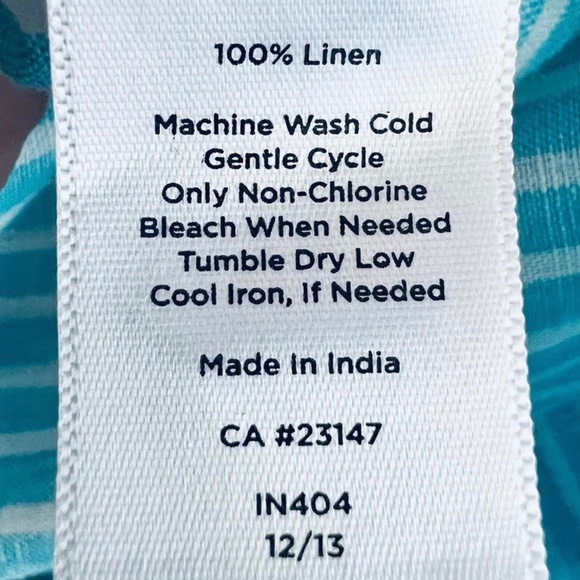 100% Linen
Machine Wash Cold
Gentle Cycle
Only Non-Chlorine
Bleach When Needed
Tumble Dry Low
Cool Iron, If Needed
Made In India
CA #23147
IN404
12/13